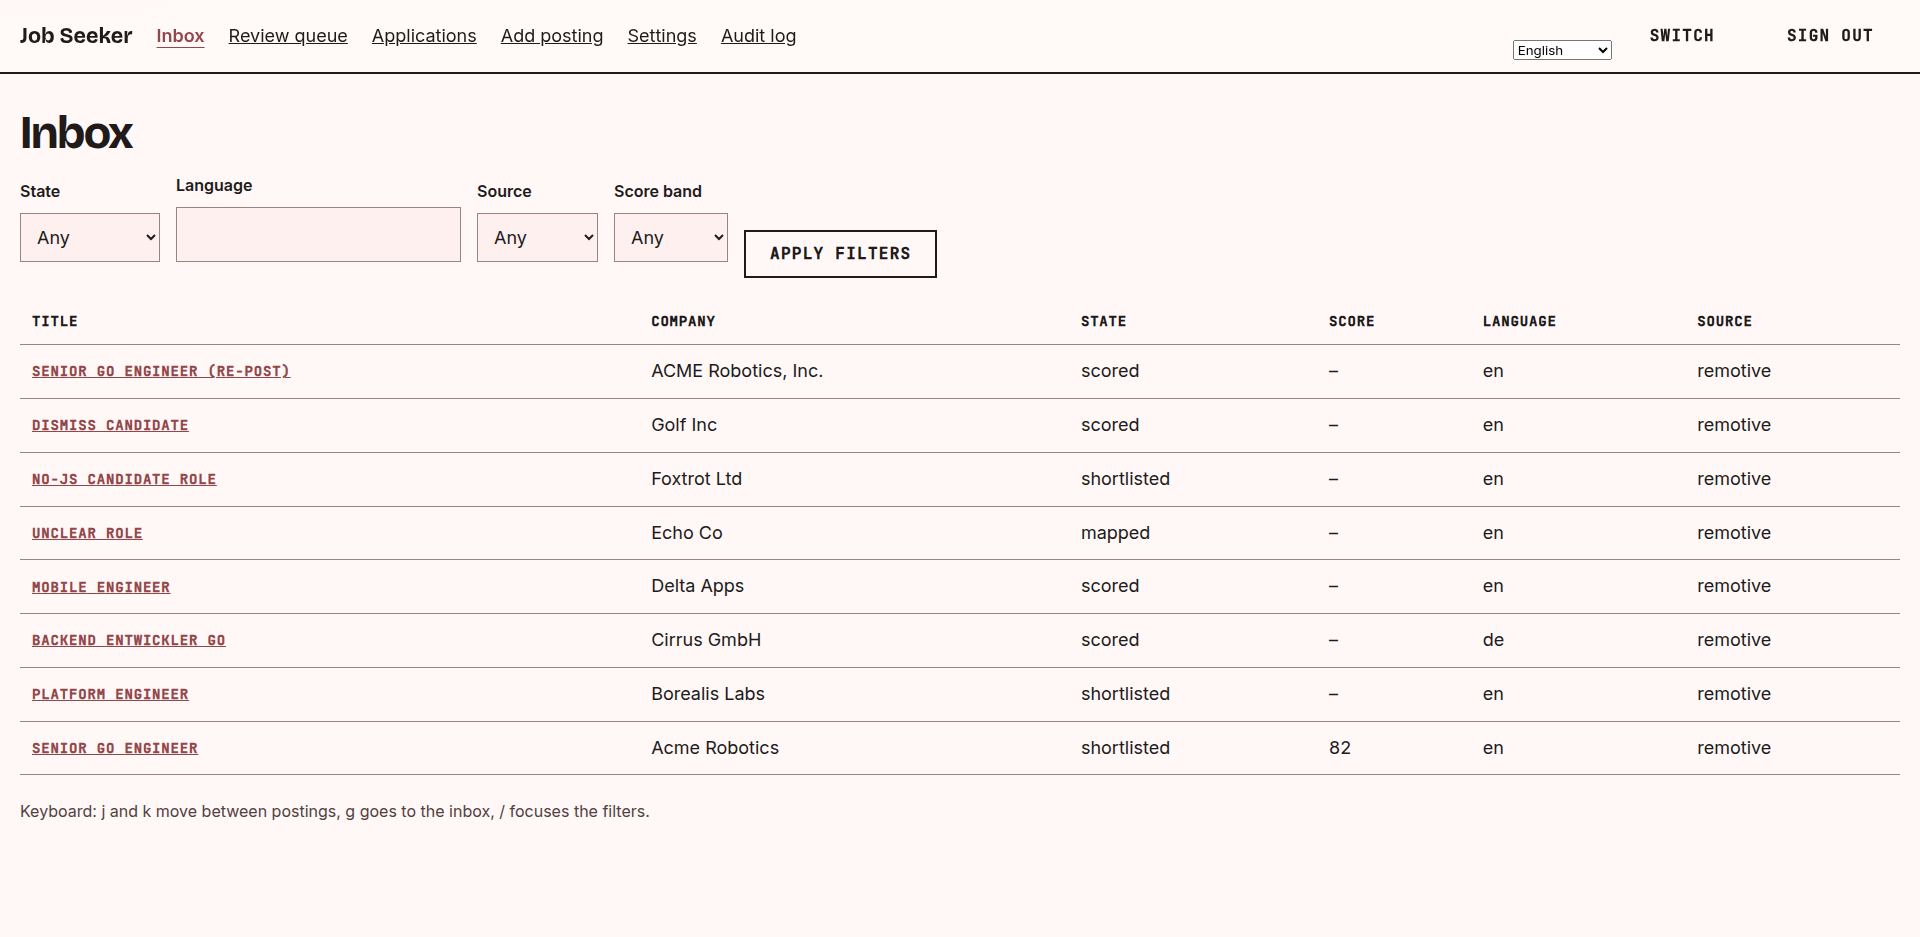 Job Seeker Inbox Review queue Applications Add posting Settings Audit log English SWITCH SIGN OUT
Inbox
State Language Source Score band
Any Any Any APPLY FILTERS
TITLE COMPANY STATE SCORE LANGUAGE SOURCE
SENIOR GO ENGINEER (RE-POST) ACME Robotics, Inc. scored – en remotive
DISMISS CANDIDATE Golf Inc scored – en remotive
NO-JS CANDIDATE ROLE Foxtrot Ltd shortlisted – en remotive
UNCLEAR ROLE Echo Co mapped – en remotive
MOBILE ENGINEER Delta Apps scored – en remotive
BACKEND ENTWICKLER GO Cirrus GmbH scored – de remotive
PLATFORM ENGINEER Borealis Labs shortlisted – en remotive
SENIOR GO ENGINEER Acme Robotics shortlisted 82 en remotive
Keyboard: j and k move between postings, g goes to the inbox, / focuses the filters.